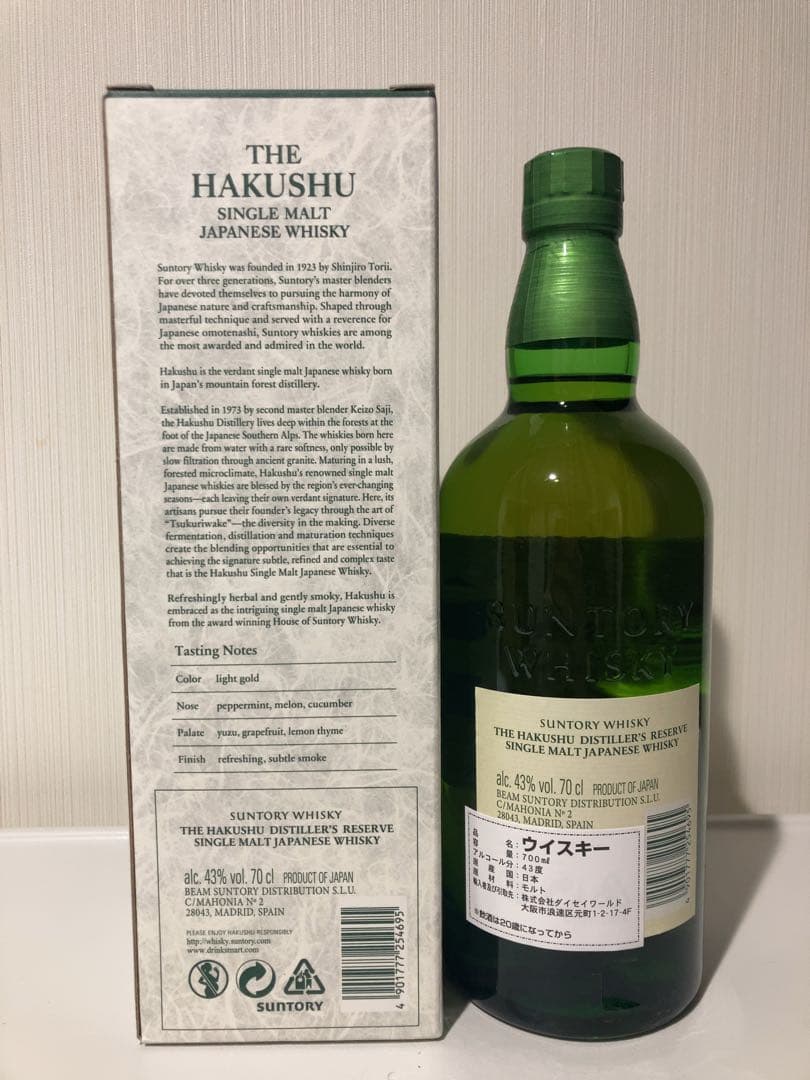 THE
HAKUSHU
SINGLE MALT
JAPANESE WHISKY
Suntory Whisky was founded in 1923 by Shinjiro Torii.
For over three generations, Suntory's master blenders
have devoted themselves to pursuing the harmony of
Japanese nature and craftsmanship. Shaped through
masterful technique and served with a reverence for
Japanese omotenashi, Suntory whiskies are among
the most awarded and admired in the world.
Hakushu is the verdant single malt Japanese whisky born
in Japan's mountain forest distillery.
Established in 1973 by second master blender Keizo Saji,
the Hakushu Distillery lives deep within the forests at the
foot of the Japanese Southern Alps. The whiskies born here
are made from water with a rare softness, only possible by
slow filtration through ancient granite. Maturing in a lush,
forested microclimate, Hakushu's renowned single malt
Japanese whiskies are blessed by the region's ever-changing
seasons—each leaving their own verdant signature. Here, its
artisans pursue their founder's legacy through the art of
“Tsukuriwake”—the diversity in the making. Diverse
fermentation, distillation and maturation techniques
create the blending opportunities that are essential to
achieving the signature subtle, refined and complex taste
that is the Hakushu Single Malt Japanese Whisky.
Refreshingly herbal and gently smoky, Hakushu is
embraced as the intriguing single malt Japanese whisky
from the award winning House of Suntory Whisky.
Tasting Notes
Color light gold
Nose peppermint, melon, cucumber
Palate yuzu, grapefruit, lemon thyme
Finish refreshing, subtle smoke
SUNTORY WHISKY
THE HAKUSHU DISTILLER'S RESERVE
SINGLE MALT JAPANESE WHISKY
alc. 43% vol. 70 cl PRODUCT OF JAPAN
BEAM SUNTORY DISTRIBUTION S.L.U.
C/MAHONIA Nº 2
28043, MADRID, SPAIN
PLEASE ENJOY HAKUSHU RESPONSIBLY
http://whisky.suntory.com
www.drinksmart.com
SUNTORY
4 901777 254695
SUNTORY
WHISKY
SUNTORY WHISKY
THE HAKUSHU DISTILLER'S RESERVE
SINGLE MALT JAPANESE WHISKY
alc. 43% vol. 70 cl PRODUCT OF JAPAN
BEAM SUNTORY DISTRIBUTION S.L.U.
C/MAHONIA Nº 2
28043, MADRID, SPAIN
4 901777 254695
品名：ウイスキー
容量：700㎖
アルコール分：43度
原産国：日本
原材料：モルト
輸入者及び引取先：株式会社ダイセイワールド
大阪市浪速区元町1-2-17-4F
※飲酒は20歳になってから